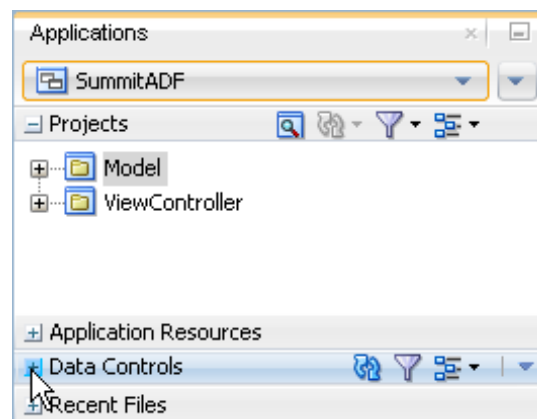 Applications
SummitADF
Projects
Model
ViewController
Application Resources
Data Controls
Recent Files